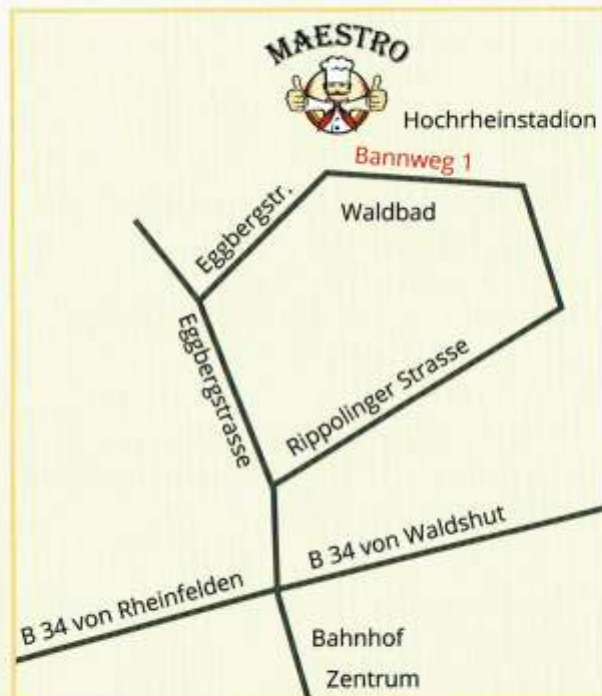 MAESTRO
Hochrheinstadion
Bannweg 1
Eggbergstr.
Waldbad
Eggbergstrasse
Rippolinger Strasse
B 34 von Waldshut
B 34 von Rheinfelden
Bahnhof
Zentrum